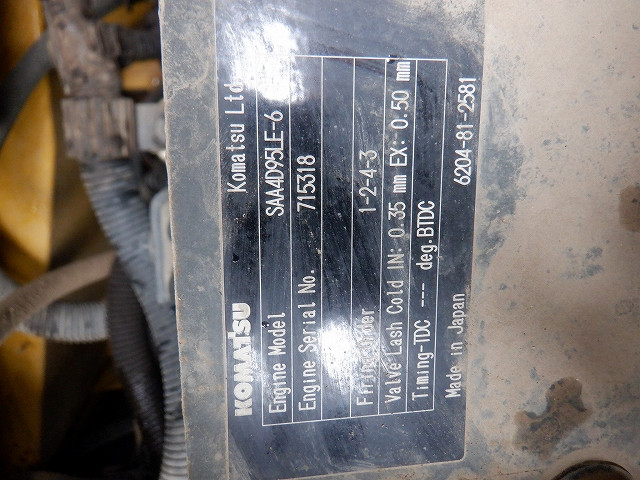 KOMATSU Komatsu Ltd.
Engine Model SAA4D95LE-6
Engine Serial No. 715318
Firing Order 1-2-4-3
Valve Lash Cold IN: 0.35 mm EX: 0.50 mm
Timing-ITDC --- deg.BTDC
Made in Japan 6204-81-2581